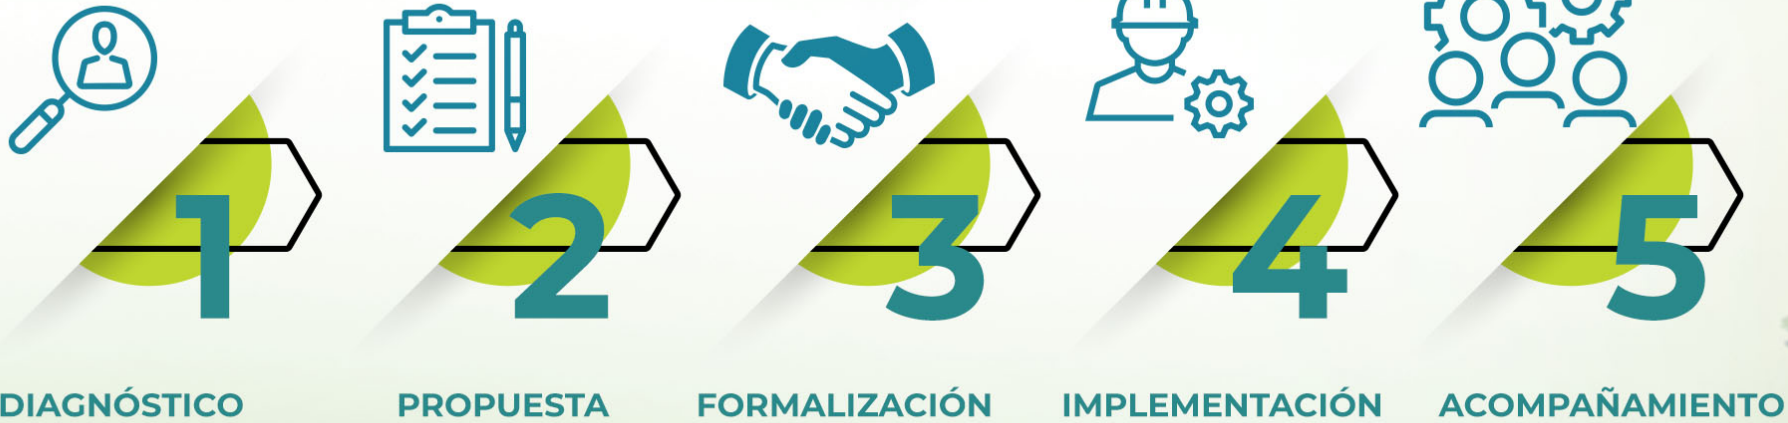 1 2 3 4 5
DIAGNÓSTICO PROPUESTA FORMALIZACIÓN IMPLEMENTACIÓN ACOMPAÑAMIENTO